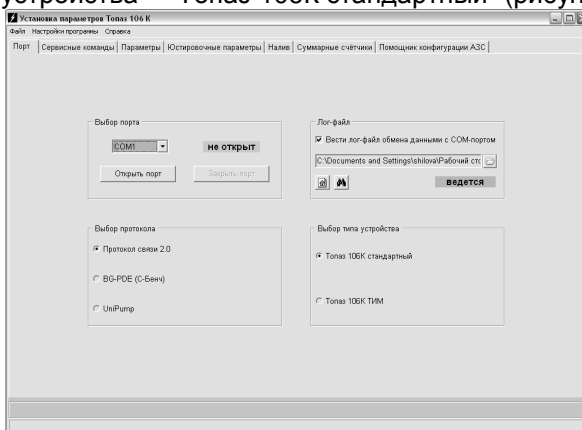 устройства – "Топаз-106К стандартный" (рисун
Установка параметров Топаз 106 К
Файл Настройки программы Справка
Порт Сервисные команды Параметры Юстировочные параметры Налив Суммарные счётчики Помощник конфигурации АЗС
Выбор порта
COM1
не открыт
Открыть порт
Закрыть порт
Лог-файл
Вести лог-файл обмена данными с COM-портом
C:\Documents and Settings\shilova\Рабочий стс
ведется
Выбор протокола
Протокол связи 2.0
BG-PDE (С-Бенч)
UniPump
Выбор типа устройства
Топаз 106К стандартный
Топаз 106К ТИМ